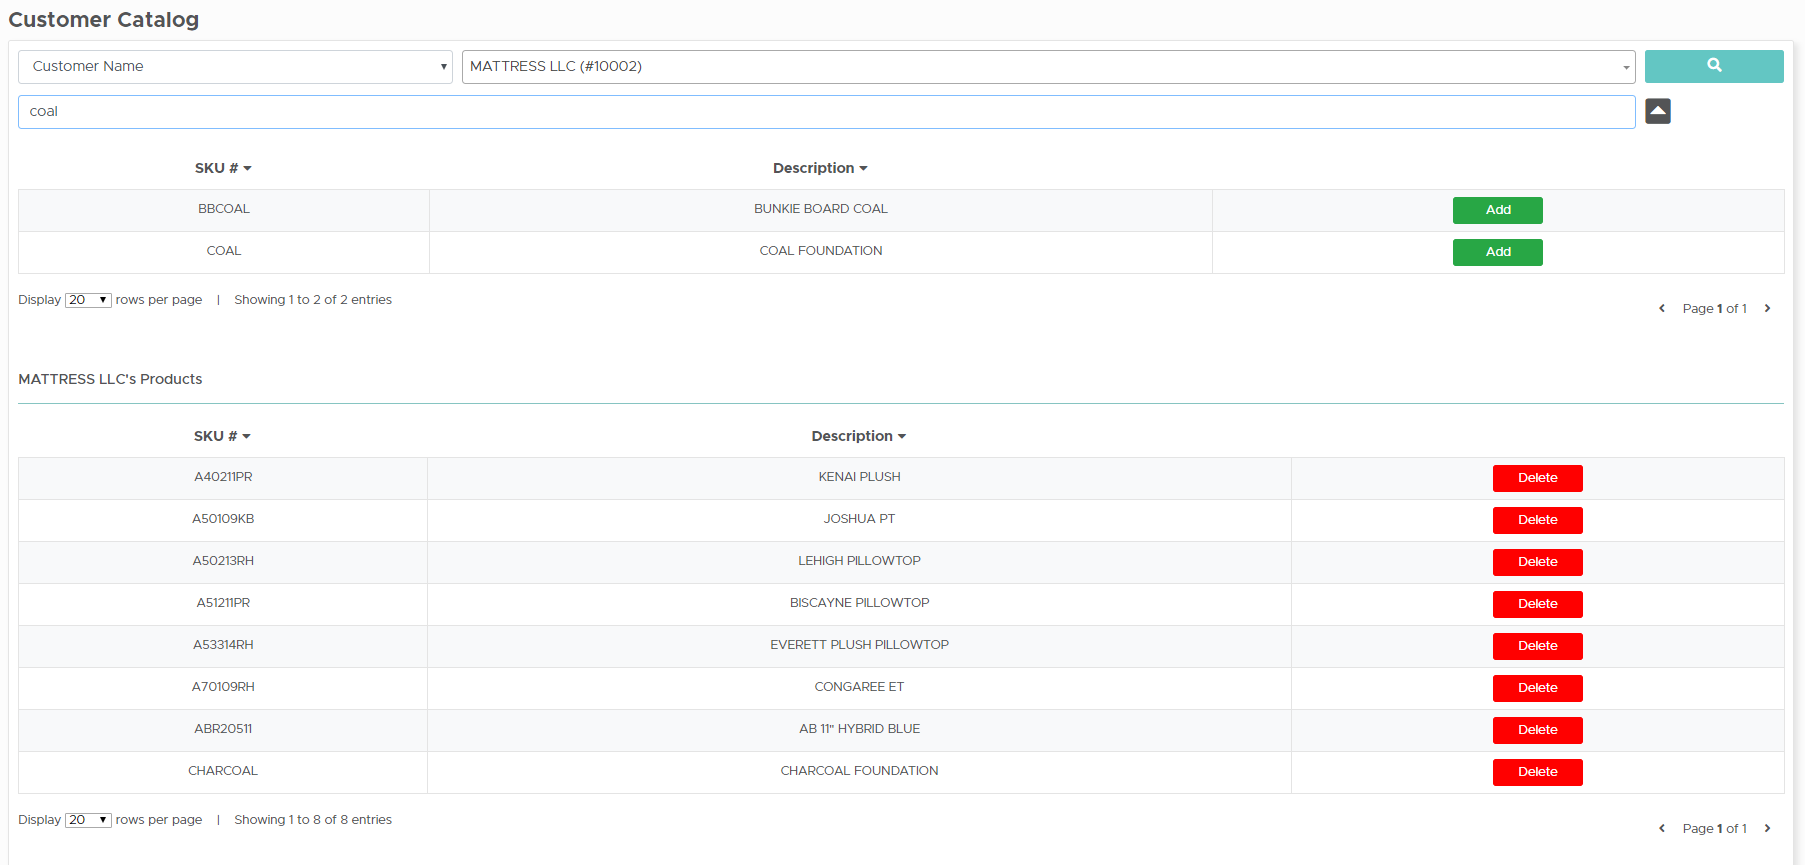 Customer Catalog
Customer Name MATTRESS LLC (#10002)
coal
SKU # Description
BBCOAL BUNKIE BOARD COAL Add
COAL COAL FOUNDATION Add
Display 20 rows per page | Showing 1 to 2 of 2 entries
Page 1 of 1
MATTRESS LLC's Products
SKU # Description
A40211PR KENAI PLUSH Delete
A50109KB JOSHUA PT Delete
A50213RH LEHIGH PILLOWTOP Delete
A51211PR BISCAYNE PILLOWTOP Delete
A53314RH EVERETT PLUSH PILLOWTOP Delete
A70109RH CONGAREE ET Delete
ABR20511 AB 11" HYBRID BLUE Delete
CHARCOAL CHARCOAL FOUNDATION Delete
Display 20 rows per page | Showing 1 to 8 of 8 entries
Page 1 of 1